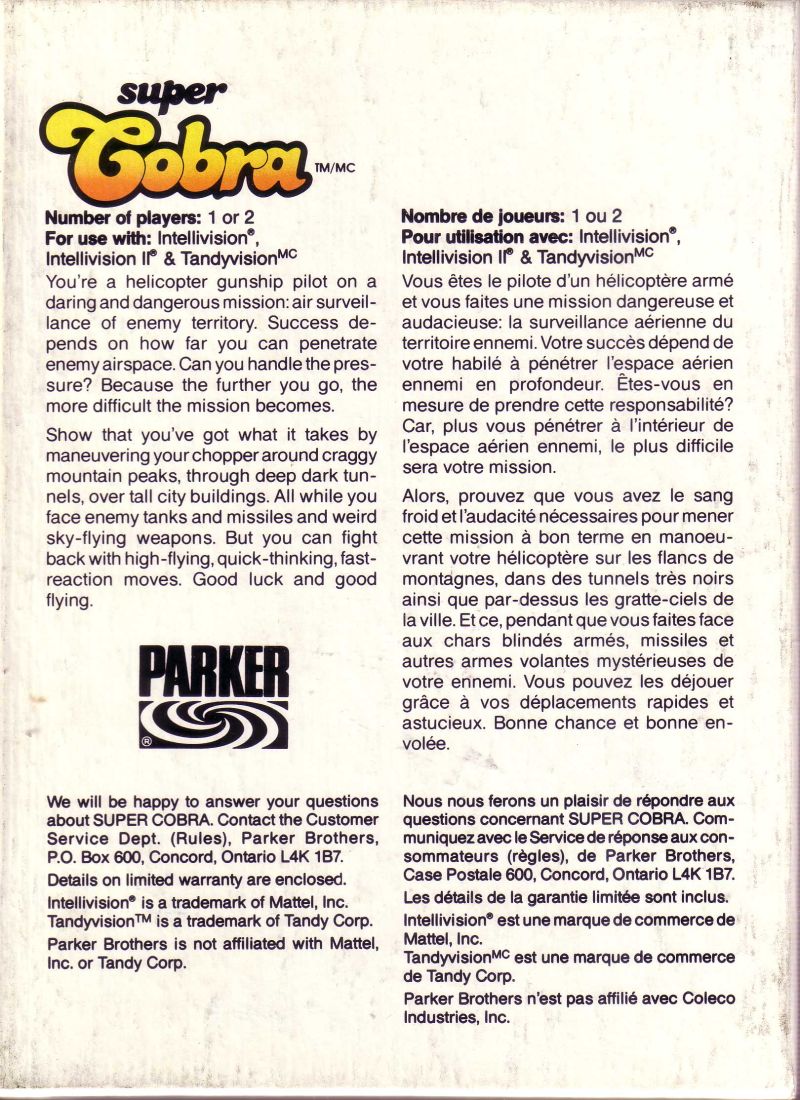 super
Cobra TM/MC
Number of players: 1 or 2
For use with: Intellivision®,
Intellivision II® & Tandyvision MC
You're a helicopter gunship pilot on a
daring and dangerous mission: air surveil-
lance of enemy territory. Success de-
pends on how far you can penetrate
enemy airspace. Can you handle the pres-
sure? Because the further you go, the
more difficult the mission becomes.
Show that you've got what it takes by
maneuvering your chopper around craggy
mountain peaks, through deep dark tun-
nels, over tall city buildings. All while you
face enemy tanks and missiles and weird
sky-flying weapons. But you can fight
back with high-flying, quick-thinking, fast-
reaction moves. Good luck and good
flying.
PARKER
®
We will be happy to answer your questions
about SUPER COBRA. Contact the Customer
Service Dept. (Rules), Parker Brothers,
P.O. Box 600, Concord, Ontario L4K 1B7.
Details on limited warranty are enclosed.
Intellivision® is a trademark of Mattel, Inc.
Tandyvision™ is a trademark of Tandy Corp.
Parker Brothers is not affiliated with Mattel,
Inc. or Tandy Corp.
Nombre de joueurs: 1 ou 2
Pour utilisation avec: Intellivision®,
Intellivision II® & Tandyvision MC
Vous êtes le pilote d'un hélicoptère armé
et vous faites une mission dangereuse et
audacieuse: la surveillance aérienne du
territoire ennemi. Votre succès dépend de
votre habilé à pénétrer l'espace aérien
ennemi en profondeur. Êtes-vous en
mesure de prendre cette responsabilité?
Car, plus vous pénétrer à l'intérieur de
l'espace aérien ennemi, le plus difficile
sera votre mission.
Alors, prouvez que vous avez le sang
froid et l'audacité nécessaires pour mener
cette mission à bon terme en manoeu-
vrant votre hélicoptère sur les flancs de
montagnes, dans des tunnels très noirs
ainsi que par-dessus les gratte-ciels de
la ville. Et ce, pendant que vous faites face
aux chars blindés armés, missiles et
autres armes volantes mystérieuses de
votre ennemi. Vous pouvez les déjouer
grâce à vos déplacements rapides et
astucieux. Bonne chance et bonne en-
volée.
Nous nous ferons un plaisir de répondre aux
questions concernant SUPER COBRA. Com-
muniquez avec le Service de réponse aux con-
sommateurs (règles), de Parker Brothers,
Case Postale 600, Concord, Ontario L4K 1B7.
Les détails de la garantie limitée sont inclus.
Intellivision® est une marque de commerce de
Mattel, Inc.
Tandyvision MC est une marque de commerce
de Tandy Corp.
Parker Brothers n'est pas affilié avec Coleco
Industries, Inc.